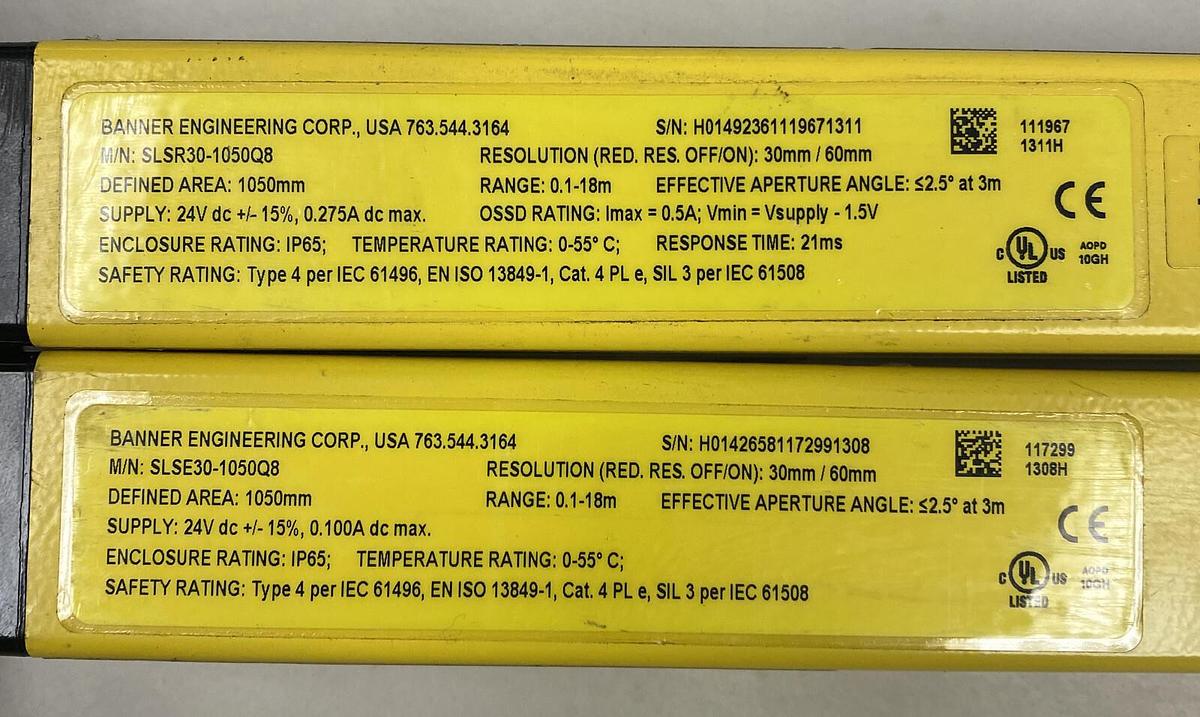 BANNER ENGINEERING CORP., USA 763.544.3164 S/N: H01492361119671311 111967
M/N: SLSR30-1050Q8 RESOLUTION (RED. RES. OFF/ON): 30mm / 60mm 1311H
DEFINED AREA: 1050mm RANGE: 0.1-18m EFFECTIVE APERTURE ANGLE: ≤2.5° at 3m
SUPPLY: 24V dc +/- 15%, 0.275A dc max. OSSD RATING: Imax = 0.5A; Vmin = Vsupply - 1.5V CE
ENCLOSURE RATING: IP65; TEMPERATURE RATING: 0-55° C; RESPONSE TIME: 21ms C UL US AOPD
SAFETY RATING: Type 4 per IEC 61496, EN ISO 13849-1, Cat. 4 PL e, SIL 3 per IEC 61508 LISTED 10GH
BANNER ENGINEERING CORP., USA 763.544.3164 S/N: H01426581172991308 117299
M/N: SLSE30-1050Q8 RESOLUTION (RED. RES. OFF/ON): 30mm / 60mm 1308H
DEFINED AREA: 1050mm RANGE: 0.1-18m EFFECTIVE APERTURE ANGLE: ≤2.5° at 3m
SUPPLY: 24V dc +/- 15%, 0.100A dc max. CE
ENCLOSURE RATING: IP65; TEMPERATURE RATING: 0-55° C; C UL US AOPD
SAFETY RATING: Type 4 per IEC 61496, EN ISO 13849-1, Cat. 4 PL e, SIL 3 per IEC 61508 LISTED 10GH